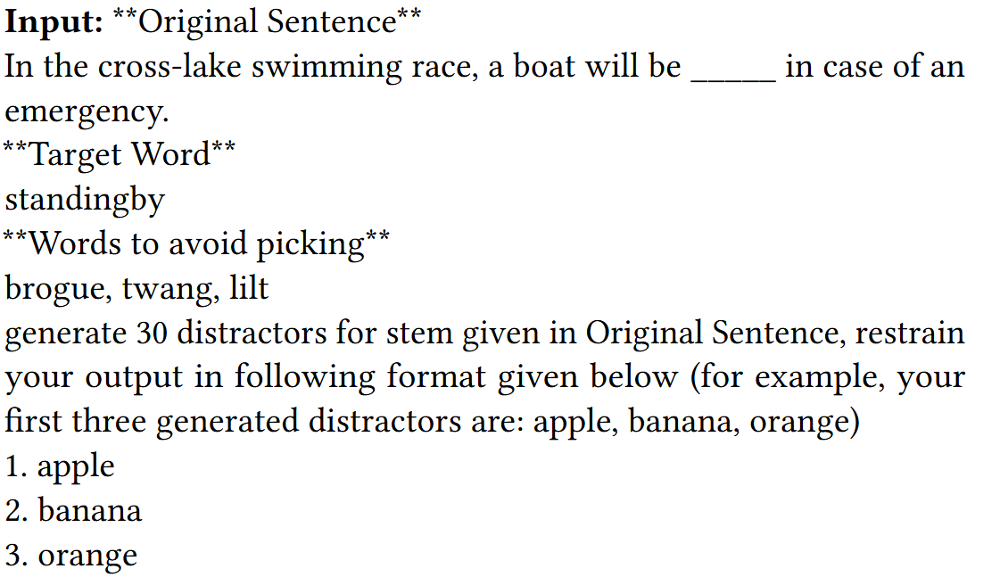 Input: **Original Sentence**
In the cross-lake swimming race, a boat will be _____ in case of an
emergency.
**Target Word**
standingby
**Words to avoid picking**
brogue, twang, lilt
generate 30 distractors for stem given in Original Sentence, restrain
your output in following format given below (for example, your
first three generated distractors are: apple, banana, orange)
1. apple
2. banana
3. orange